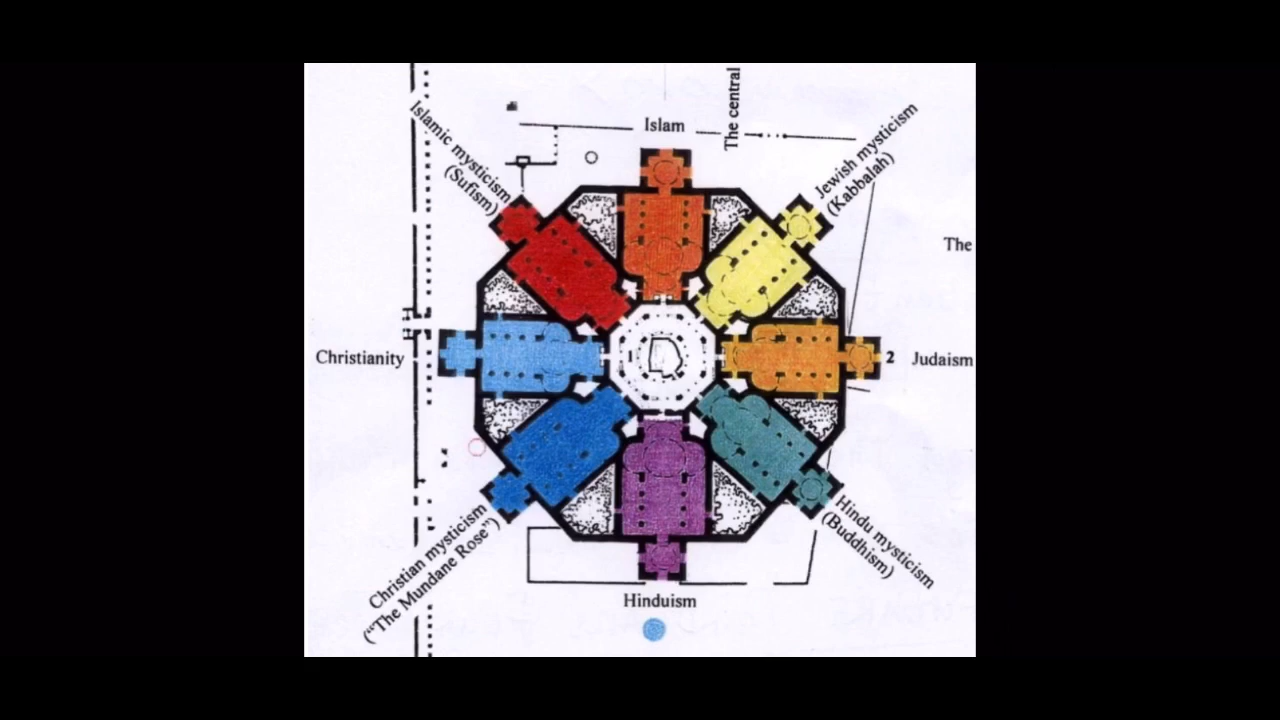 Islam
The central
Islamic mysticism
(Sufism)
Jewish mysticism
(Kabbalah)
The
Christianity
1
2
Judaism
Christian mysticism
("The Mundane Rose")
Hindu mysticism
(Buddhism)
Hinduism